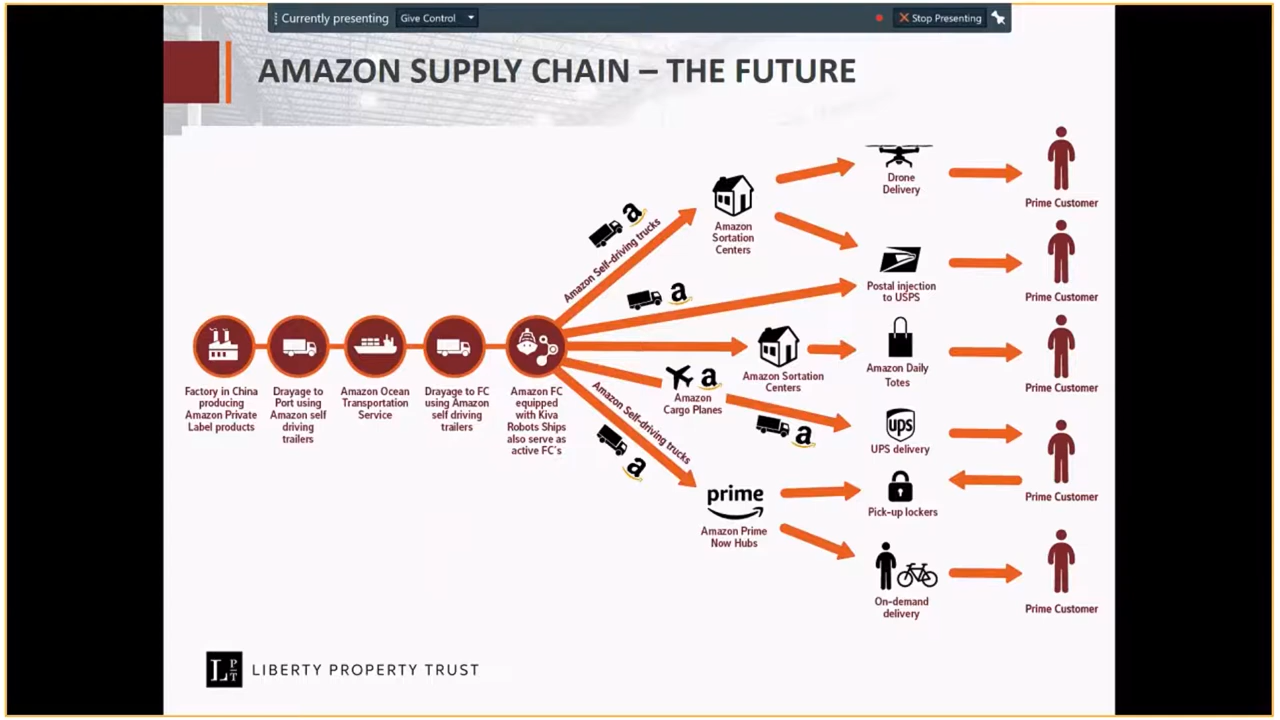 Currently presenting
Give Control
Stop Presenting
AMAZON SUPPLY CHAIN – THE FUTURE
Drone
Delivery
Prime Customer
a
Amazon Self-driving trucks
Amazon
Sortation
Centers
Postal injection
to USPS
Prime Customer
a
Factory in China
producing
Amazon Private
Label products
Drayage to
Port using
Amazon self
driving
trailers
Amazon Ocean
Transportation
Service
Drayage to FC
using Amazon
self driving
trailers
Amazon FC
equipped
with Kiva
Robots Ships
also serve as
active FC's
Amazon Sortation
Centers
Amazon Daily
Totes
Prime Customer
a
Amazon
Cargo Planes
a
ups
UPS delivery
Amazon Self-driving trucks
a
prime
Amazon Prime
Now Hubs
Pick-up lockers
Prime Customer
On-demand
delivery
Prime Customer
L P T
LIBERTY PROPERTY TRUST